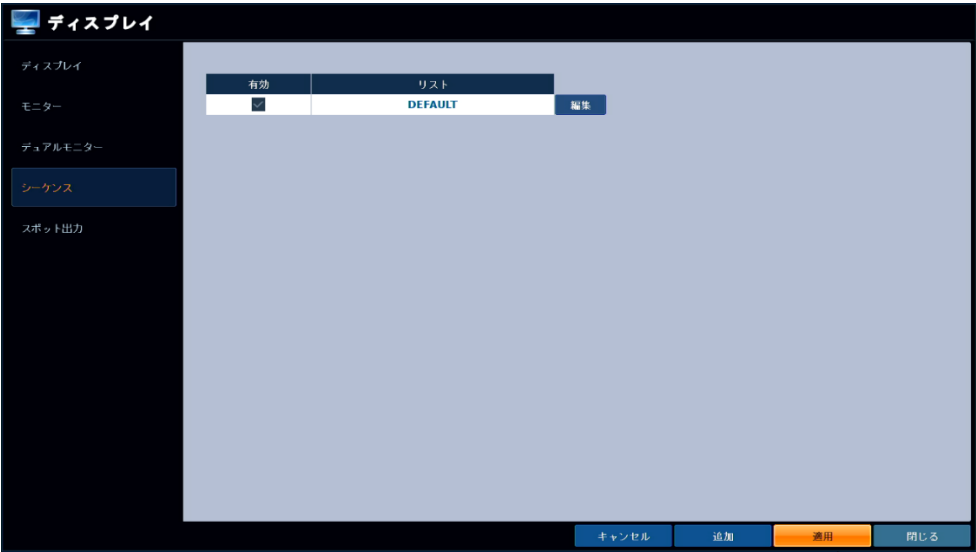 ディスプレイ
ディスプレイ
モニター
デュアルモニター
シーケンス
スポット出力
有効 リスト
DEFAULT 編集
キャンセル 追加 適用 閉じる